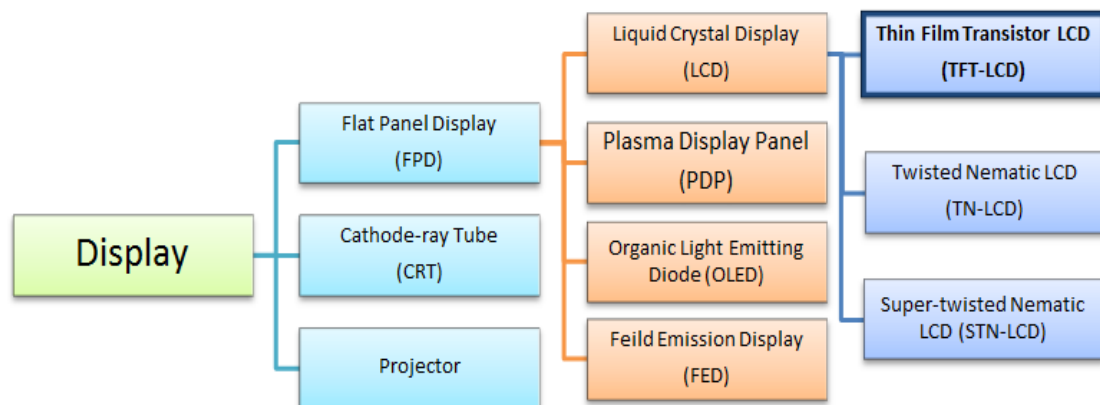 Display
Flat Panel Display
(FPD)
Cathode-ray Tube
(CRT)
Projector
Liquid Crystal Display
(LCD)
Plasma Display Panel
(PDP)
Organic Light Emitting
Diode (OLED)
Feild Emission Display
(FED)
Thin Film Transistor LCD
(TFT-LCD)
Twisted Nematic LCD
(TN-LCD)
Super-twisted Nematic
LCD (STN-LCD)